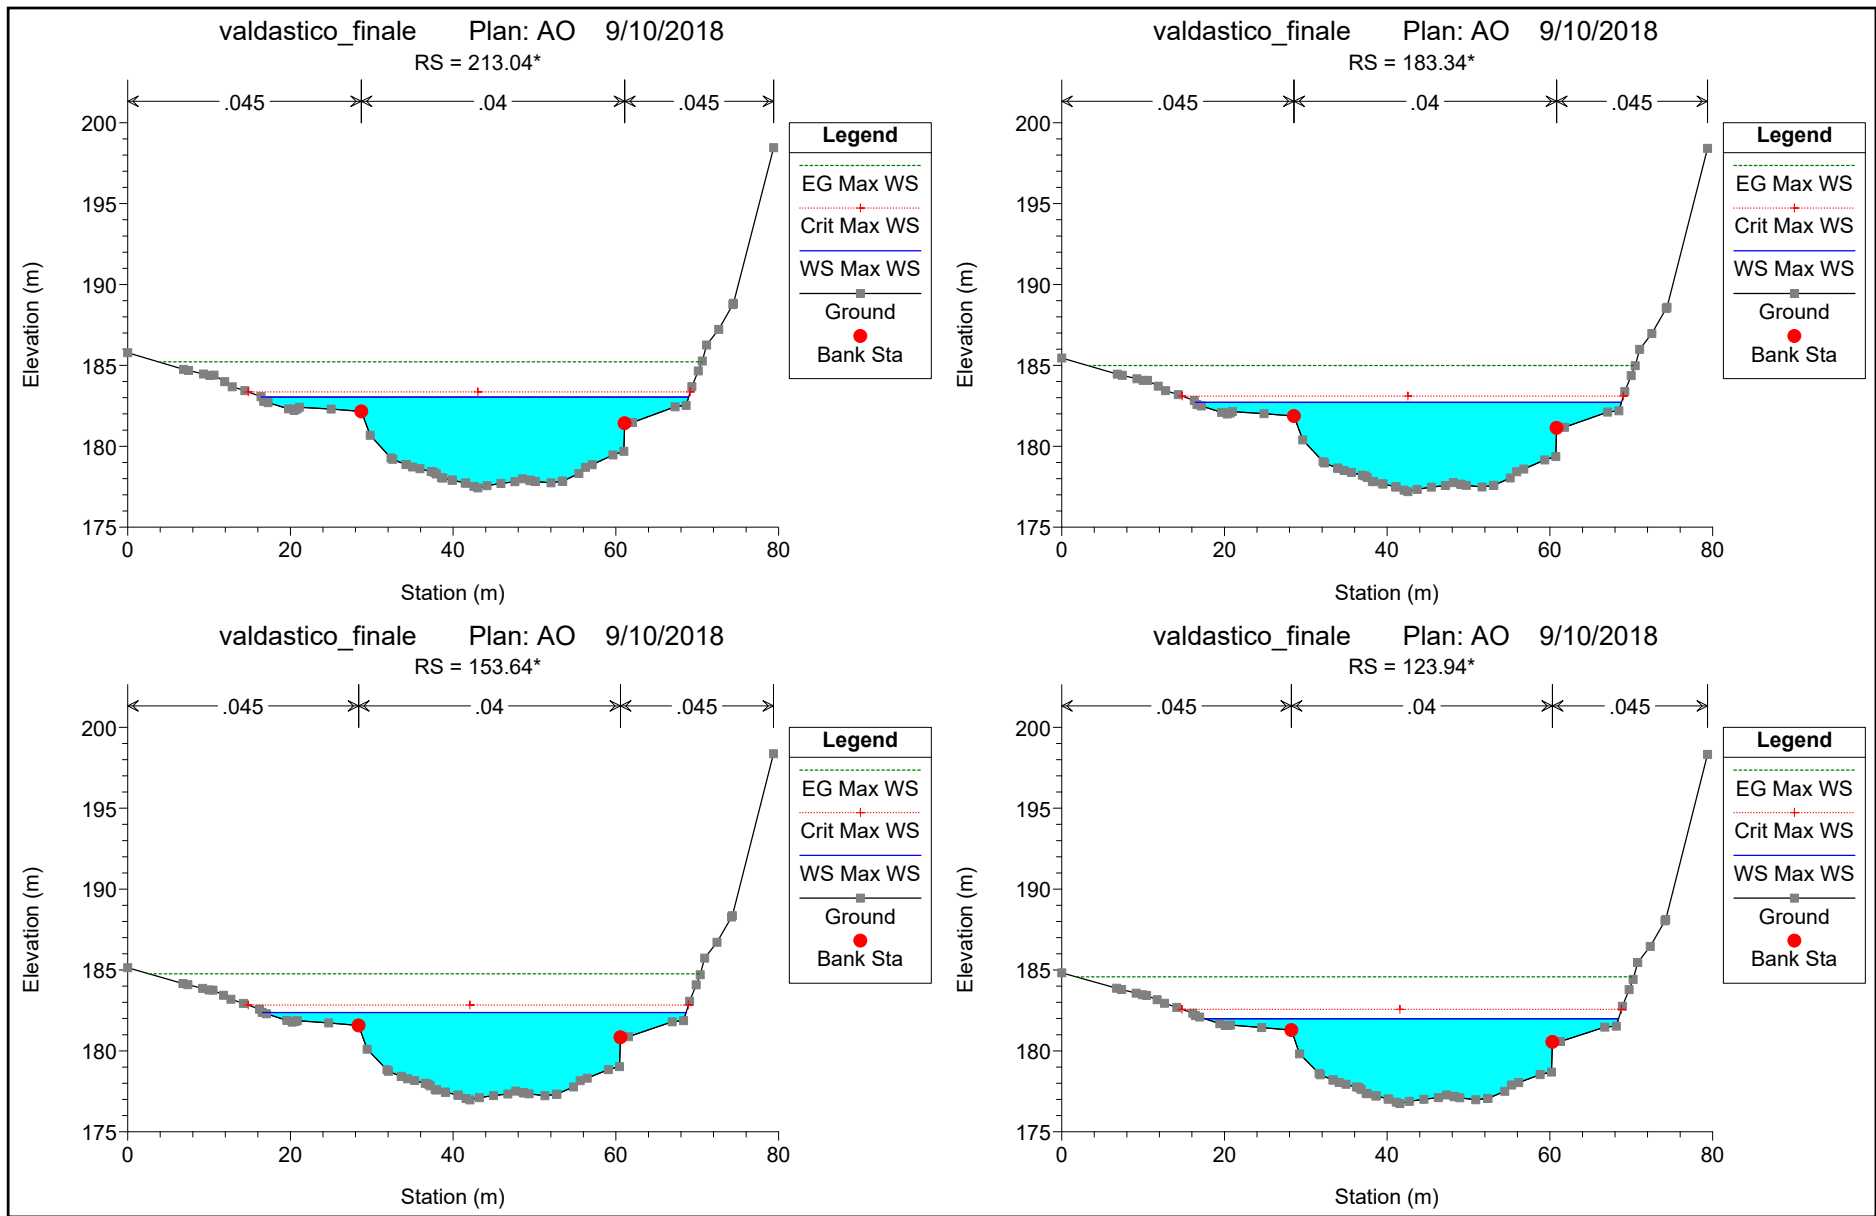 valdastico_finale Plan: AO 9/10/2018
RS = 213.04*
.045 .04 .045
200
195
190
185
180
175
0 20 40 60 80
Elevation (m)
Station (m)
Legend
EG Max WS
Crit Max WS
WS Max WS
Ground
Bank Sta
valdastico_finale Plan: AO 9/10/2018
RS = 183.34*
.045 .04 .045
200
195
190
185
180
175
0 20 40 60 80
Elevation (m)
Station (m)
Legend
EG Max WS
Crit Max WS
WS Max WS
Ground
Bank Sta
valdastico_finale Plan: AO 9/10/2018
RS = 153.64*
.045 .04 .045
200
195
190
185
180
175
0 20 40 60 80
Elevation (m)
Station (m)
Legend
EG Max WS
Crit Max WS
WS Max WS
Ground
Bank Sta
valdastico_finale Plan: AO 9/10/2018
RS = 123.94*
.045 .04 .045
200
195
190
185
180
175
0 20 40 60 80
Elevation (m)
Station (m)
Legend
EG Max WS
Crit Max WS
WS Max WS
Ground
Bank Sta